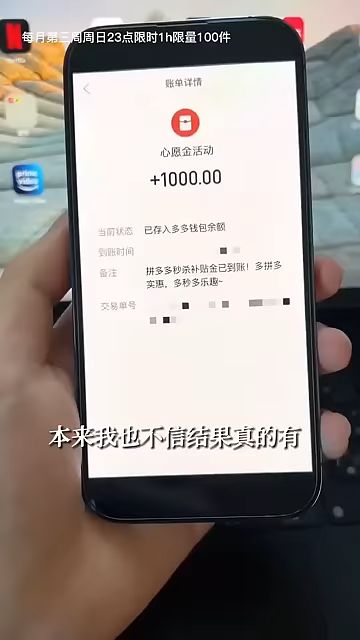 每月第三周周日23点限时1h限量100件
账单详情
心愿金活动
+1000.00
当前状态 已存入多多钱包余额
到账时间
备注 拼多多秒杀补贴金已到账！多拼多
实惠，多秒多乐趣~
交易单号
本来我也不信结果真的有
prime video